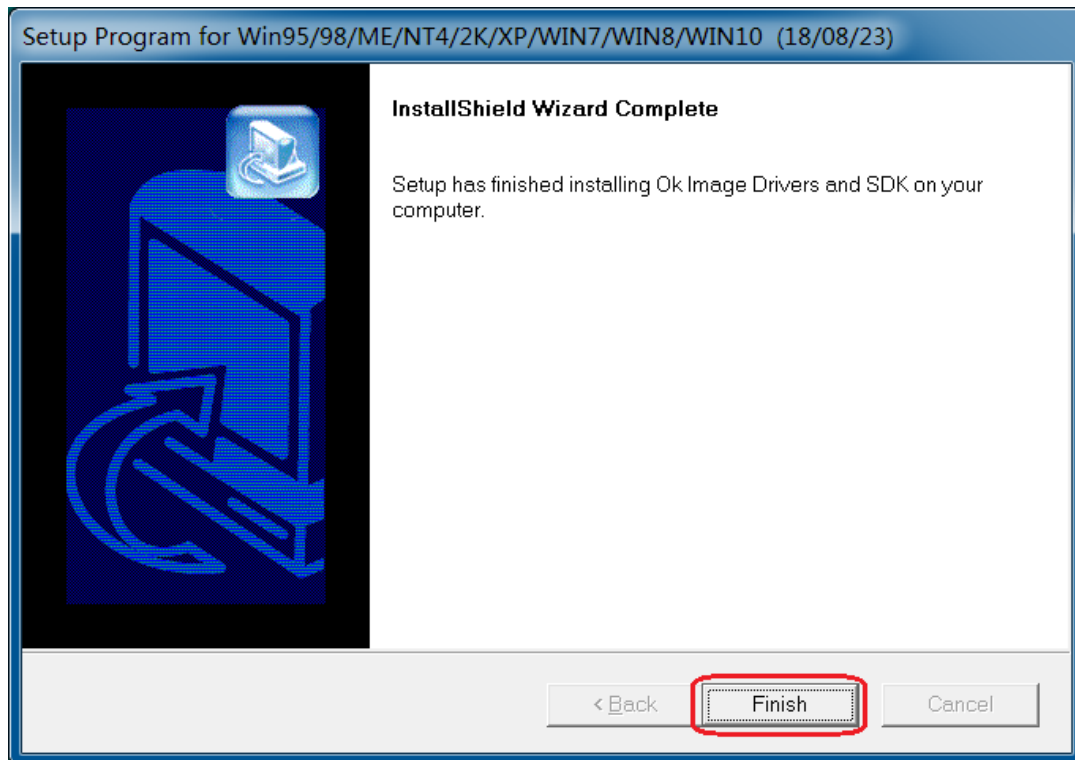 Setup Program for Win95/98/ME/NT4/2K/XP/WIN7/WIN8/WIN10 (18/08/23)
InstallShield Wizard Complete
Setup has finished installing Ok Image Drivers and SDK on your
computer.
< Back
Finish
Cancel